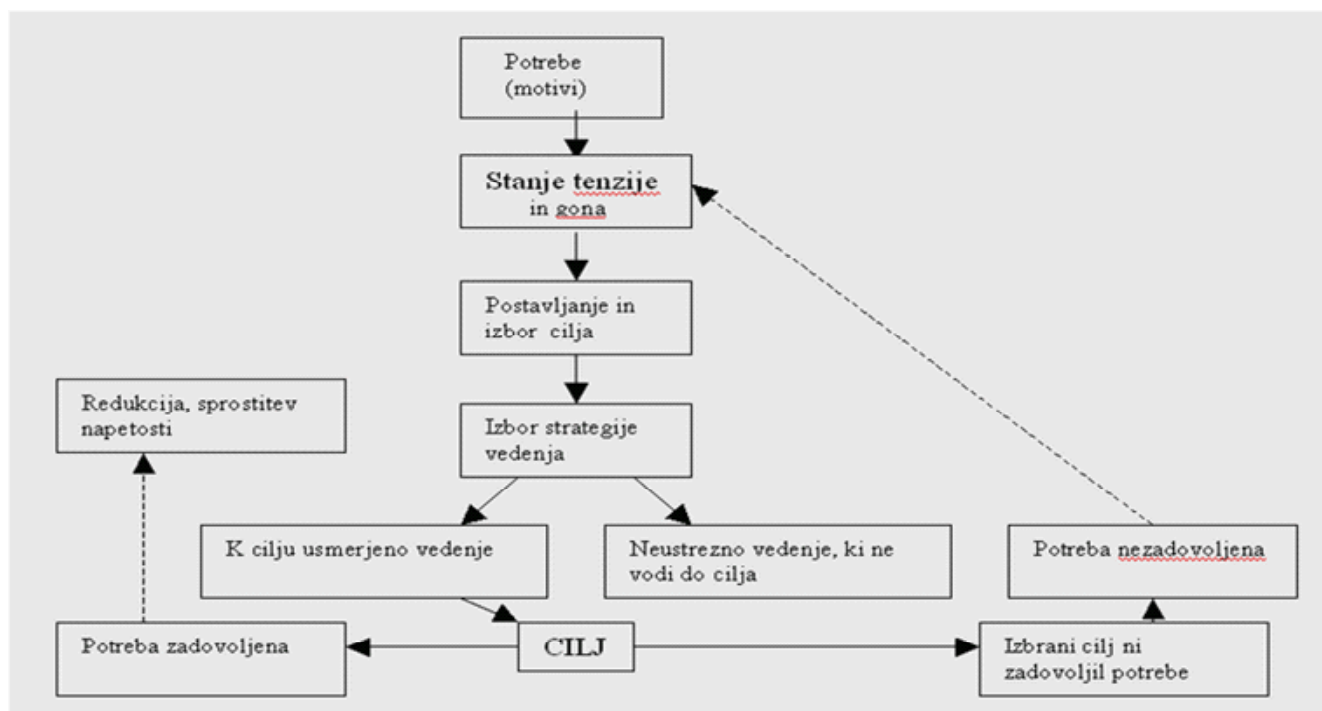 Potrebe
(motivi)
Stanje tenzije
in gona
Postavljanje in
izbor cilja
Redukcija, sprostitev
napetosti
Izbor strategije
vedenja
K cilju usmerjeno vedenje
Neustrezno vedenje, ki ne
vodi do cilja
Potreba nezadovoljena
Potreba zadovoljena
CILJ
Izbrani cilj ni
zadovoljil potrebe